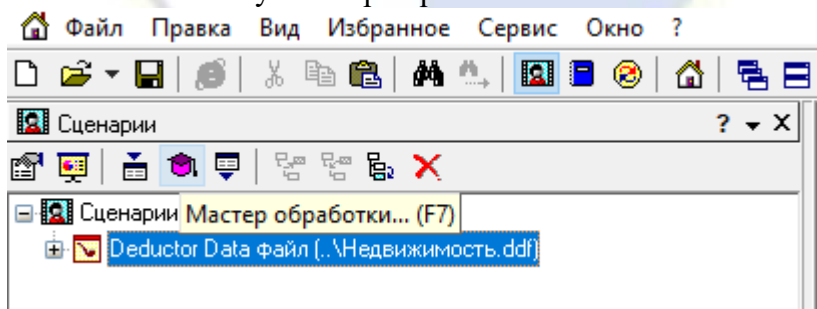 Файл Правка Вид Избранное Сервис Окно ?
Сценарии ? X
Сценарии Мастер обработки... (F7)
Deductor Data файл (..\Недвижимость.ddf)